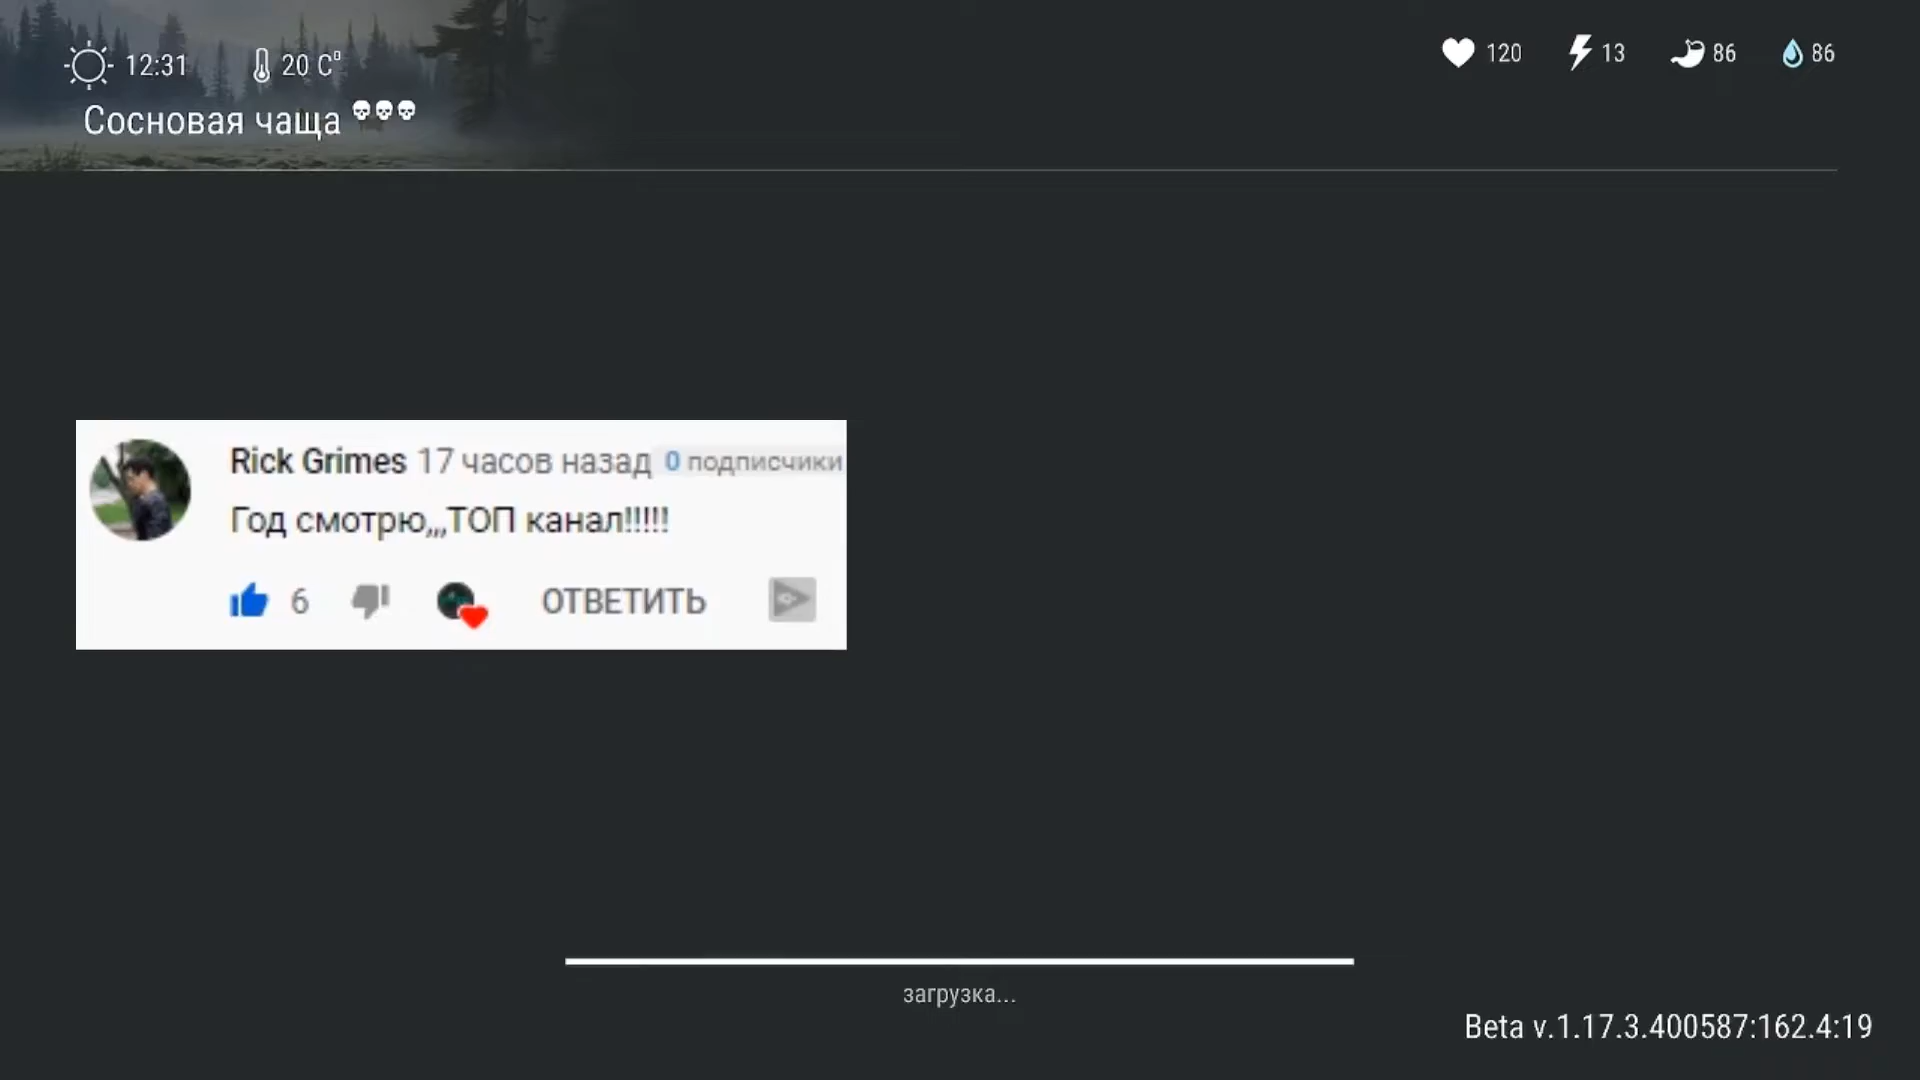 12:31 20 C° 120 13 86 86
Сосновая чаща
Rick Grimes 17 часов назад 0 подписчики
Год смотрю,,,ТОП канал!!!!!
6 ОТВЕТИТЬ
загрузка...
Beta v.1.17.3.400587:162.4:19